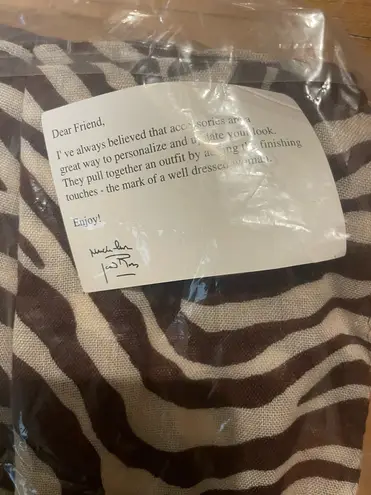 Dear Friend,
I've always believed that accessories are a
great way to personalize and update your look.
They pull together an outfit by adding the finishing
touches - the mark of a well dressed woman.
Enjoy!